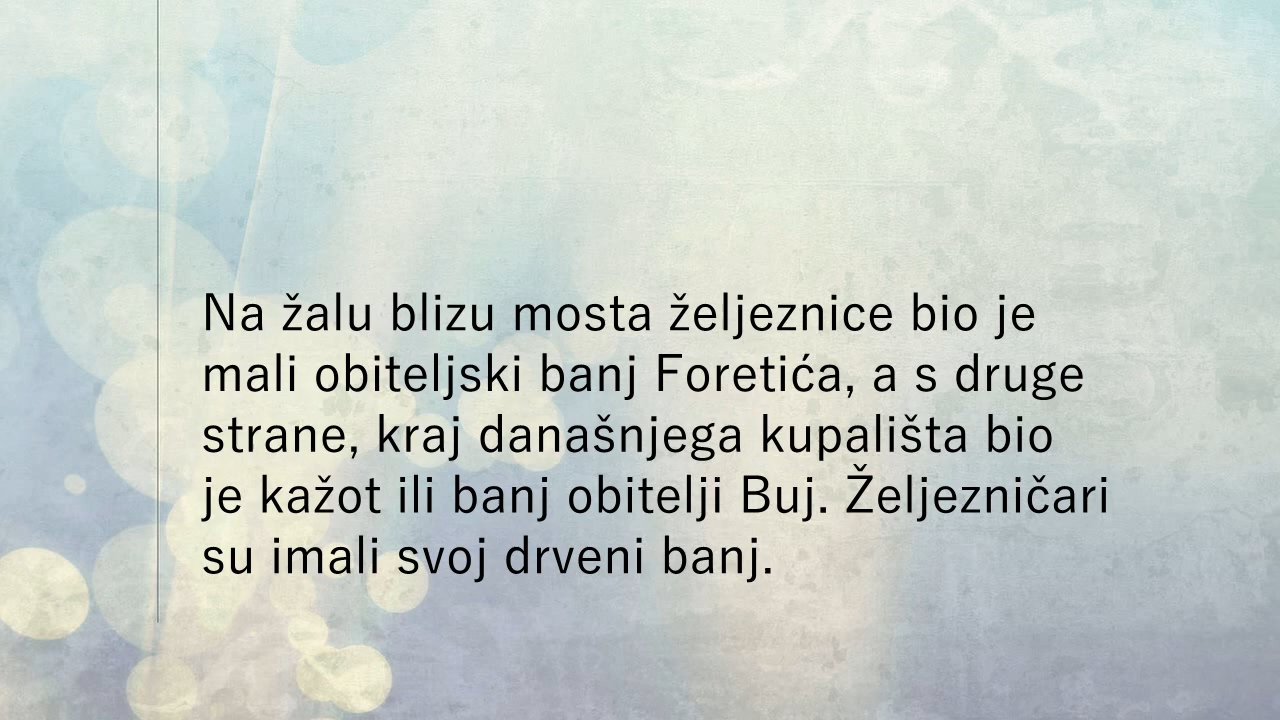 Na žalu blizu mosta željeznice bio je
mali obiteljski banj Foretića, a s druge
strane, kraj današnjega kupališta bio
je kažot ili banj obitelji Buj. Željezničari
su imali svoj drveni banj.